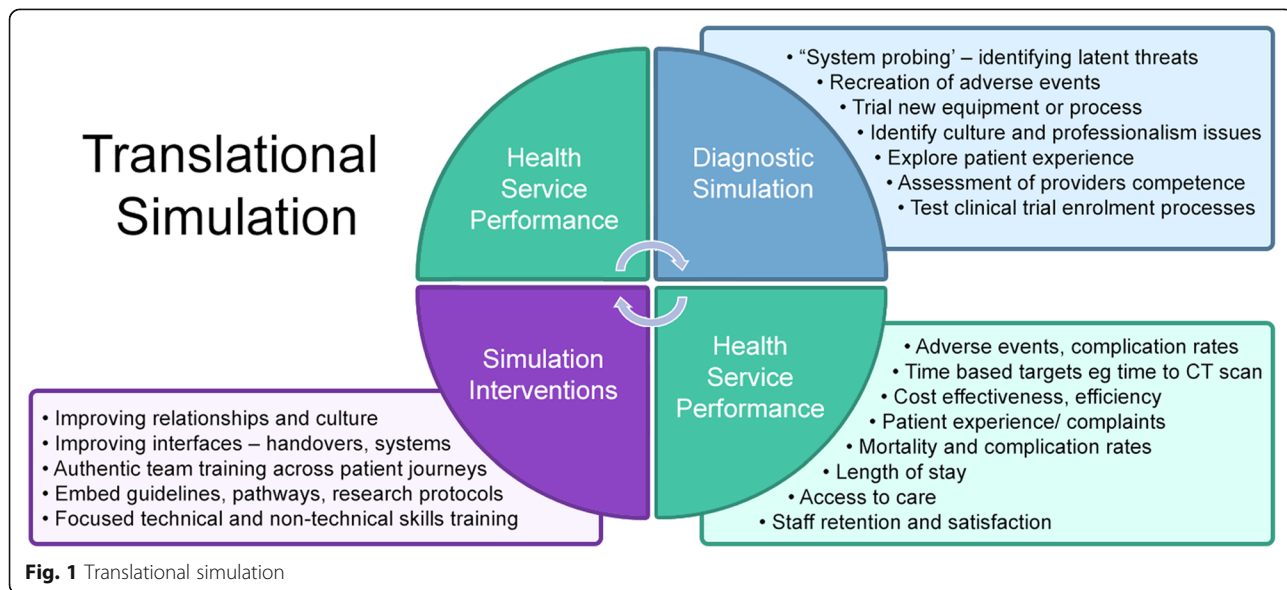 Translational
Simulation
Health
Service
Performance
Diagnostic
Simulation
• “System probing’ – identifying latent threats
• Recreation of adverse events
• Trial new equipment or process
• Identify culture and professionalism issues
• Explore patient experience
• Assessment of providers competence
• Test clinical trial enrolment processes
Simulation
Interventions
Health
Service
Performance
• Improving relationships and culture
• Improving interfaces – handovers, systems
• Authentic team training across patient journeys
• Embed guidelines, pathways, research protocols
• Focused technical and non-technical skills training
• Adverse events, complication rates
• Time based targets eg time to CT scan
• Cost effectiveness, efficiency
• Patient experience/ complaints
• Mortality and complication rates
• Length of stay
• Access to care
• Staff retention and satisfaction
Fig. 1 Translational simulation